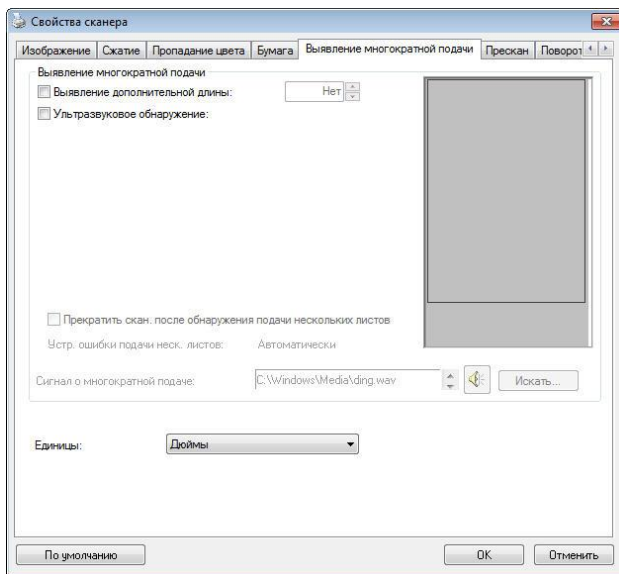 Свойства сканера
Изображение Сжатие Пропадание цвета Бумага Выявление многократной подачи Прескан Поворот
Выявление многократной подачи
Выявление дополнительной длины: Нет
Ультразвуковое обнаружение:
Прекратить скан. после обнаружения подачи нескольких листов
Устр. ошибки подачи неск. листов: Автоматически
Сигнал о многократной подаче: C:\Windows\Media\ding.wav Искать...
Единицы: Дюймы
По умолчанию OK Отменить